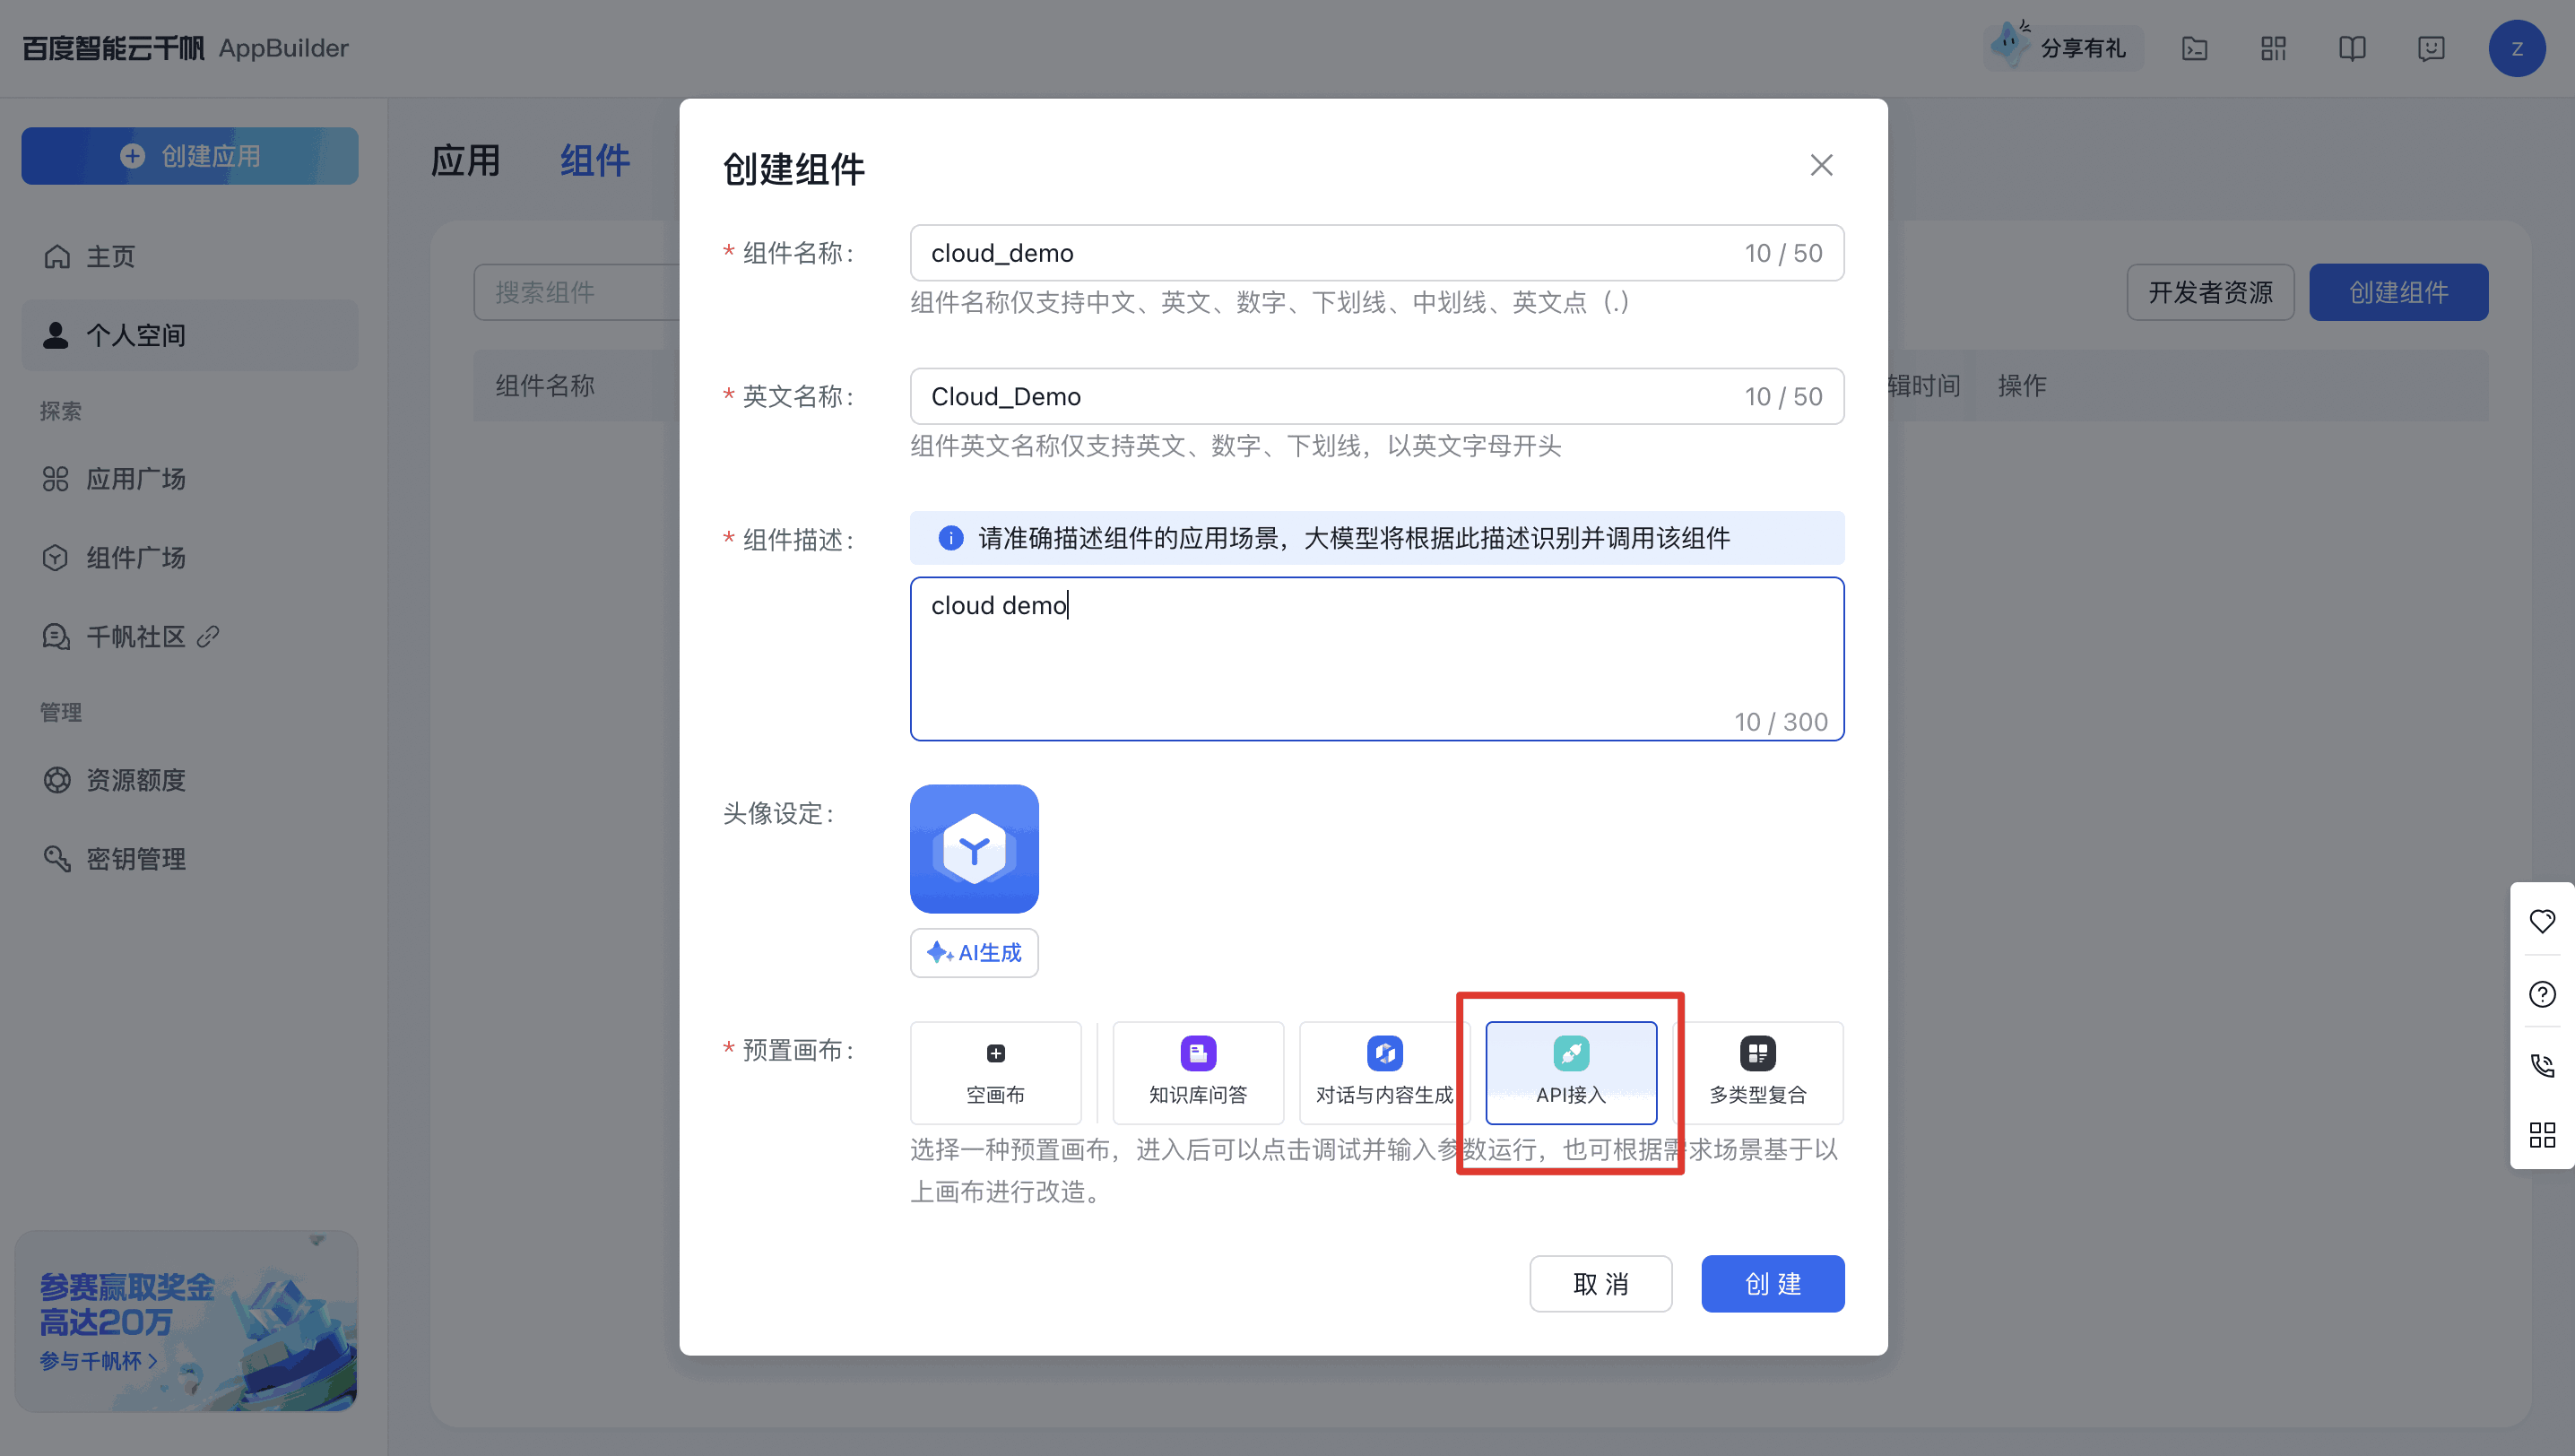 百度智能云千帆 AppBuilder
分享有礼
Z
创建应用
主页
个人空间
探索
应用广场
组件广场
千帆社区
管理
资源额度
密钥管理
参赛赢取奖金
高达20万
参与千帆杯 >
应用 组件
搜索组件
开发者资源
创建组件
组件名称
辑时间
操作
创建组件
* 组件名称：
cloud_demo
10 / 50
组件名称仅支持中文、英文、数字、下划线、中划线、英文点（.）
* 英文名称：
Cloud_Demo
10 / 50
组件英文名称仅支持英文、数字、下划线，以英文字母开头
* 组件描述：
请准确描述组件的应用场景，大模型将根据此描述识别并调用该组件
cloud demo
10 / 300
头像设定：
AI生成
* 预置画布：
空画布
知识库问答
对话与内容生成
API接入
多类型复合
选择一种预置画布，进入后可以点击调试并输入参数运行，也可根据需求场景基于以
上画布进行改造。
取 消
创 建